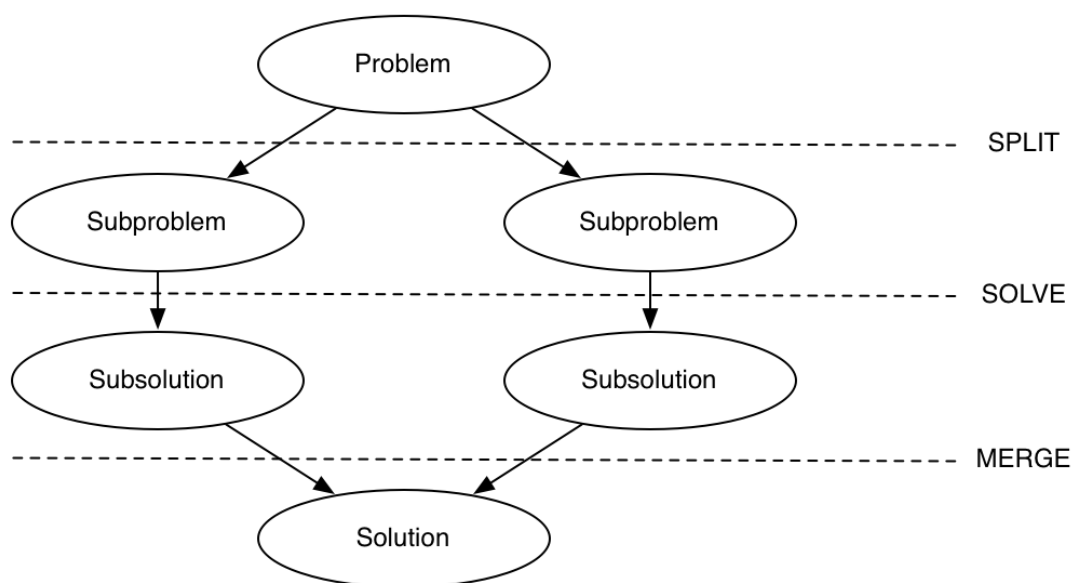 Problem
SPLIT
Subproblem
Subproblem
SOLVE
Subsolution
Subsolution
MERGE
Solution